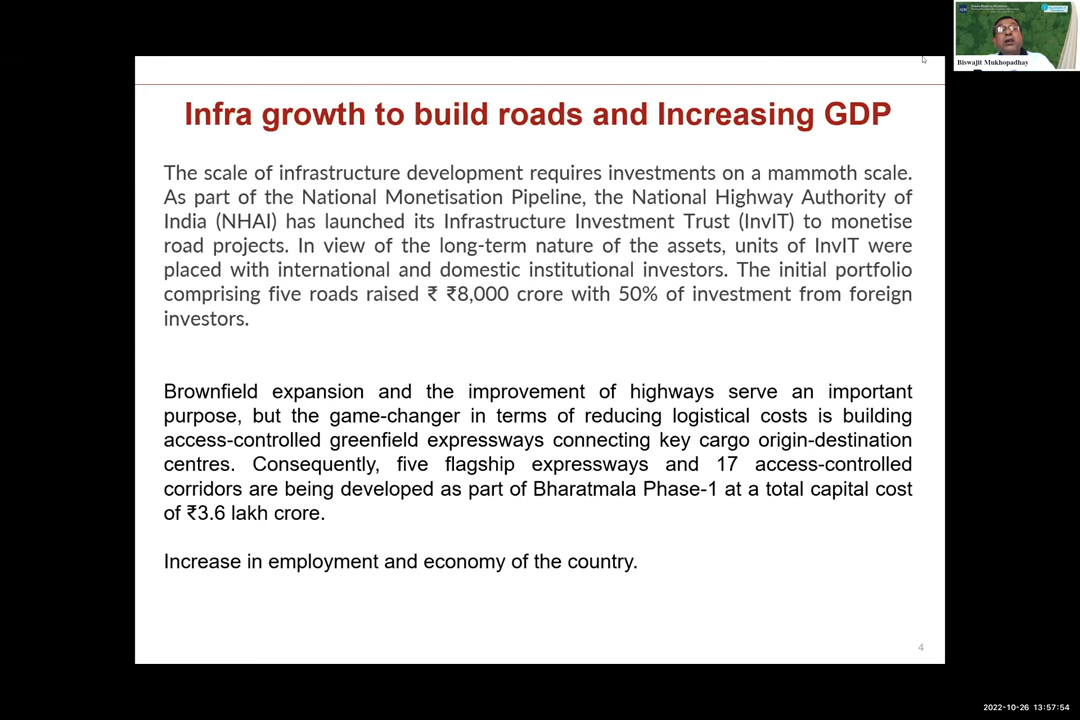 Biswajit Mukhopadhay
Infra growth to build roads and Increasing GDP
The scale of infrastructure development requires investments on a mammoth scale.
As part of the National Monetisation Pipeline, the National Highway Authority of
India (NHAI) has launched its Infrastructure Investment Trust (InvIT) to monetise
road projects. In view of the long-term nature of the assets, units of InvIT were
placed with international and domestic institutional investors. The initial portfolio
comprising five roads raised ₹ ₹8,000 crore with 50% of investment from foreign
investors.
Brownfield expansion and the improvement of highways serve an important
purpose, but the game-changer in terms of reducing logistical costs is building
access-controlled greenfield expressways connecting key cargo origin-destination
centres. Consequently, five flagship expressways and 17 access-controlled
corridors are being developed as part of Bharatmala Phase-1 at a total capital cost
of ₹3.6 lakh crore.
Increase in employment and economy of the country.
4
2022-10-26 13:57:54